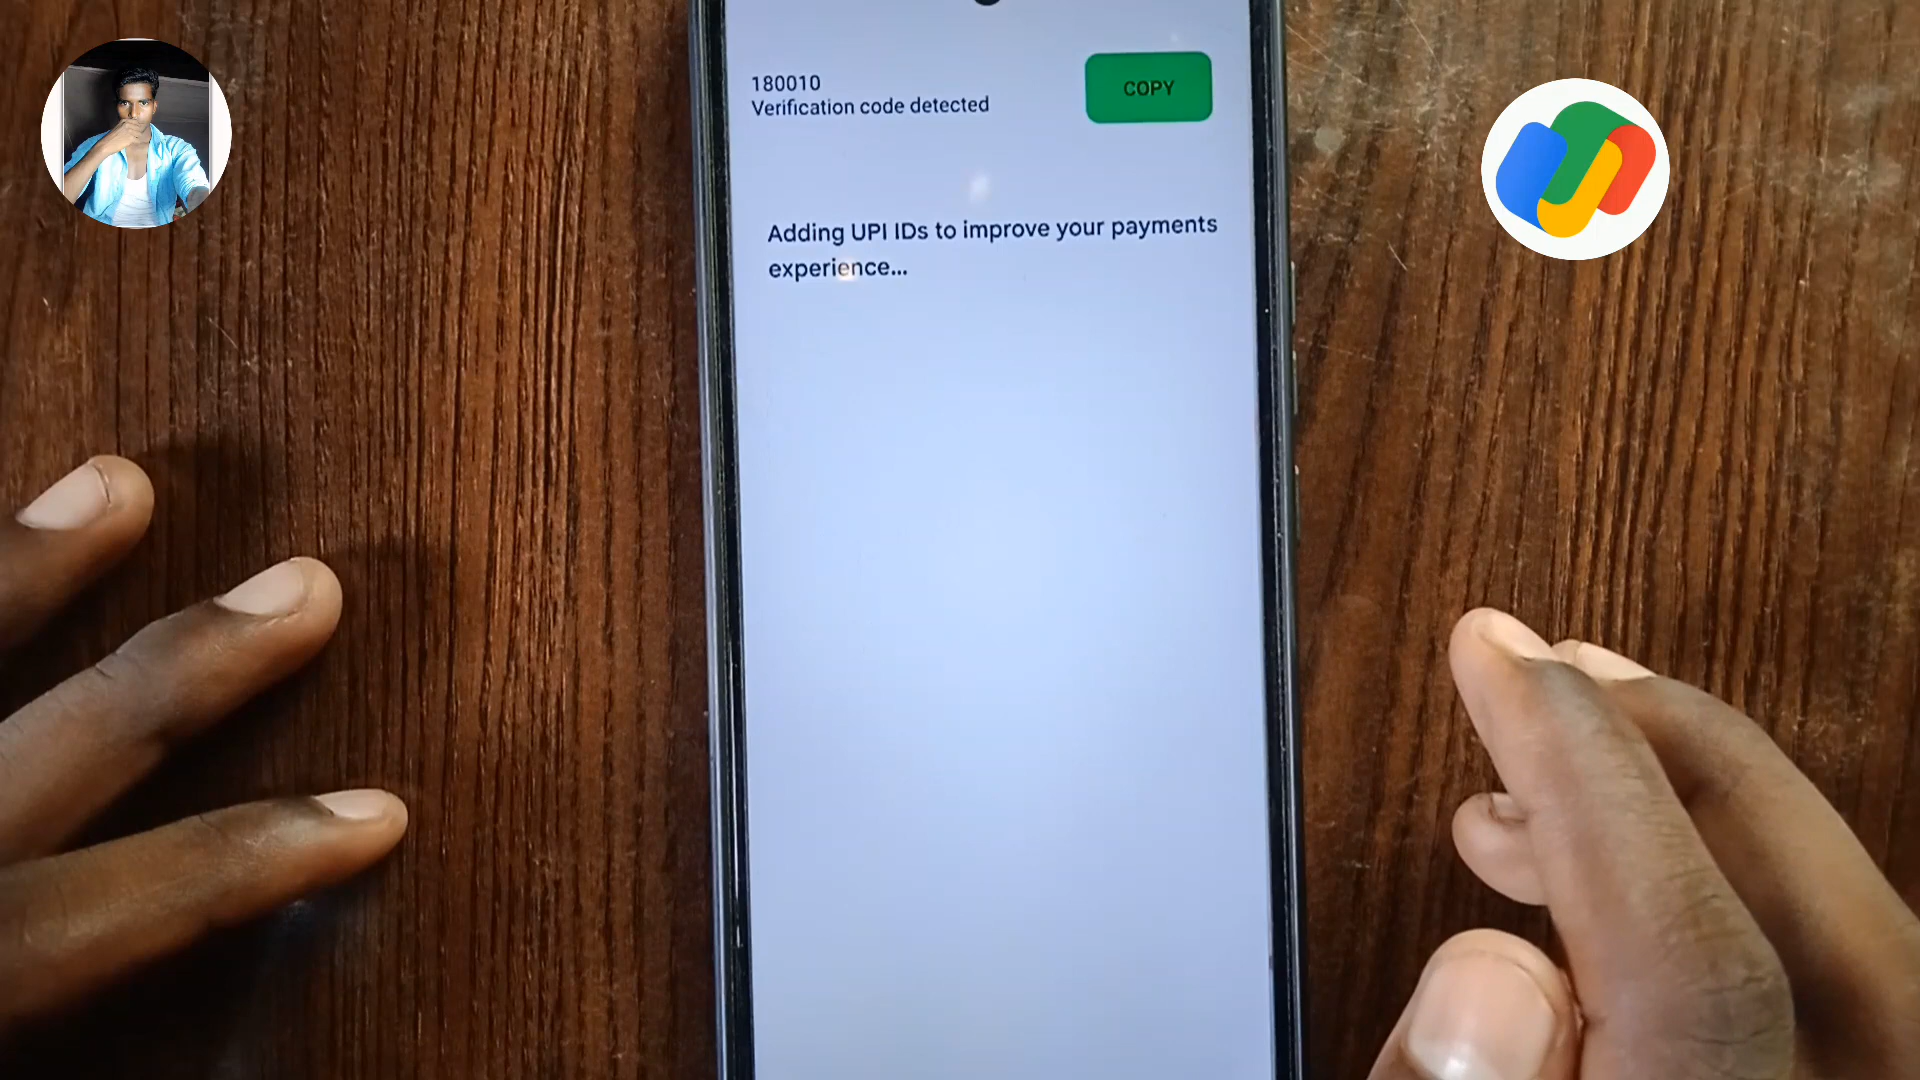 180010
Verification code detected
COPY
Adding UPI IDs to improve your payments
experience...